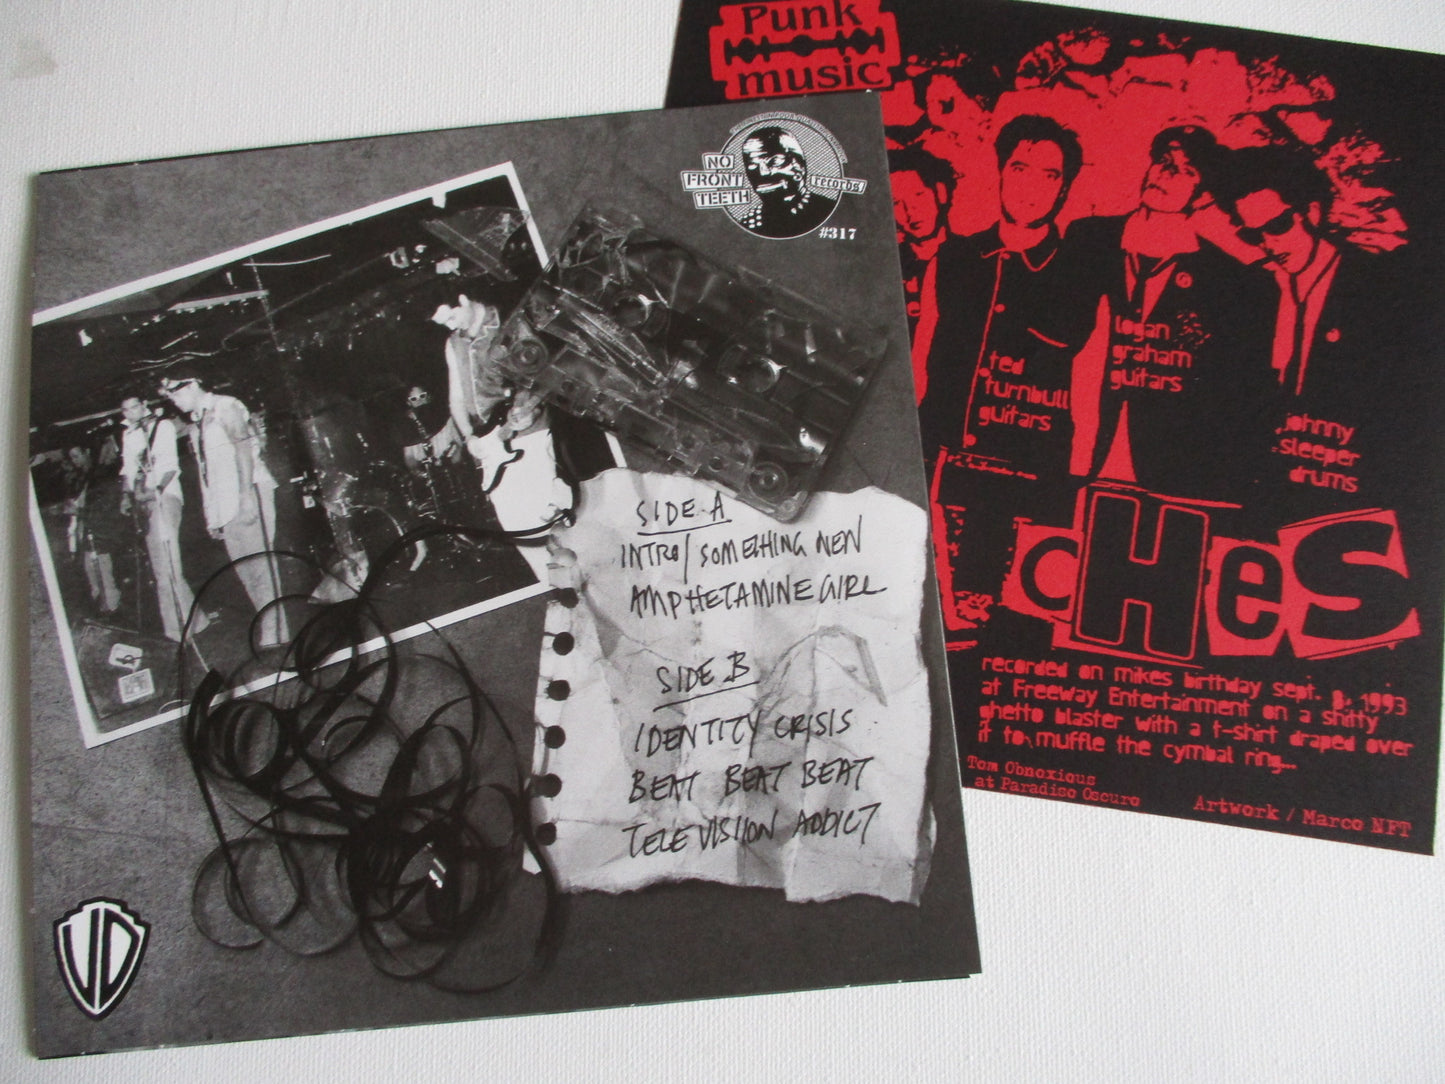 NO
FRONT
TEETH
records!
#317
SIDE A
INTRO/SOMETHING NEW
AMPHETAMINE GIRL
SIDE B
IDENTITY CRISIS
BEAT BEAT BEAT
TELEVISION ADDICT
UD
Punk
music
ted
turnbull
guitars
logan
graham
guitars
johnny
sleeper
drums
cHeS
recorded on mikes birthday sept. 9, 1993
at Freeway Entertainment on a shitty
ghetto blaster with a t-shirt draped over
it to muffle the cymbal ring...
Tom Obnoxious
at Paradiso Oscuro
Artwork / Marco NFT